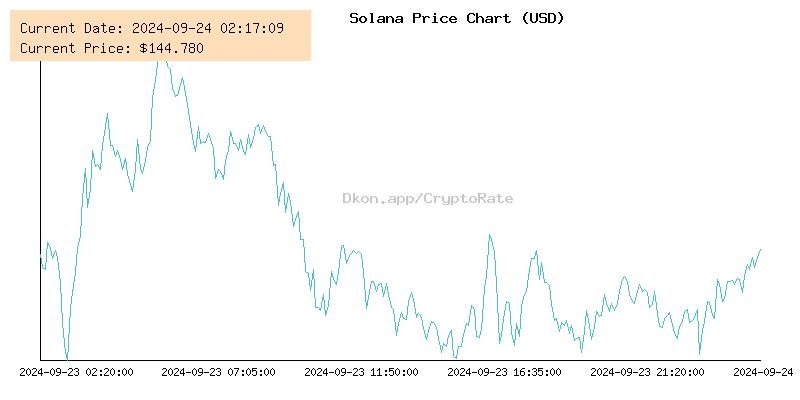 Solana Price Chart (USD)
Current Date: 2024-09-24 02:17:09
Current Price: $144.780
Dkon.app/CryptoRate
2024-09-23 02:20:00 2024-09-23 07:05:00 2024-09-23 11:50:00 2024-09-23 16:35:00 2024-09-23 21:20:00 2024-09-24